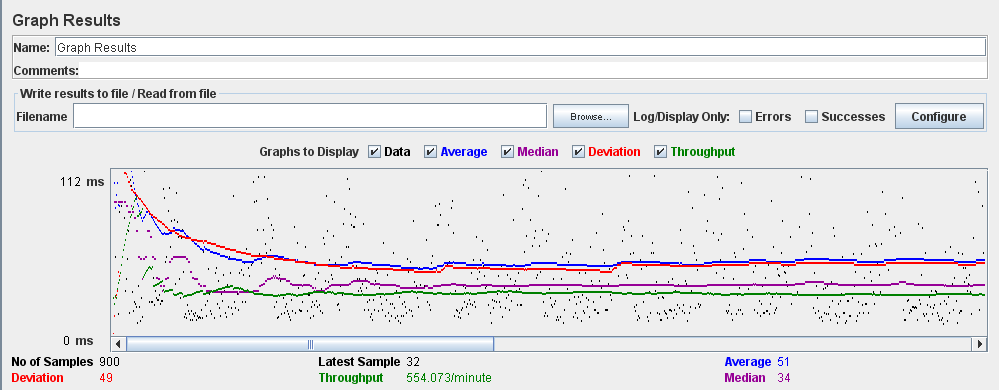 Graph Results
Name: Graph Results
Comments:
Write results to file / Read from file
Filename Browse... Log/Display Only: Errors Successes Configure
Graphs to Display Data Average Median Deviation Throughput
112 ms
0 ms
No of Samples 900 Latest Sample 32 Average 51
Deviation 49 Throughput 554.073/minute Median 34